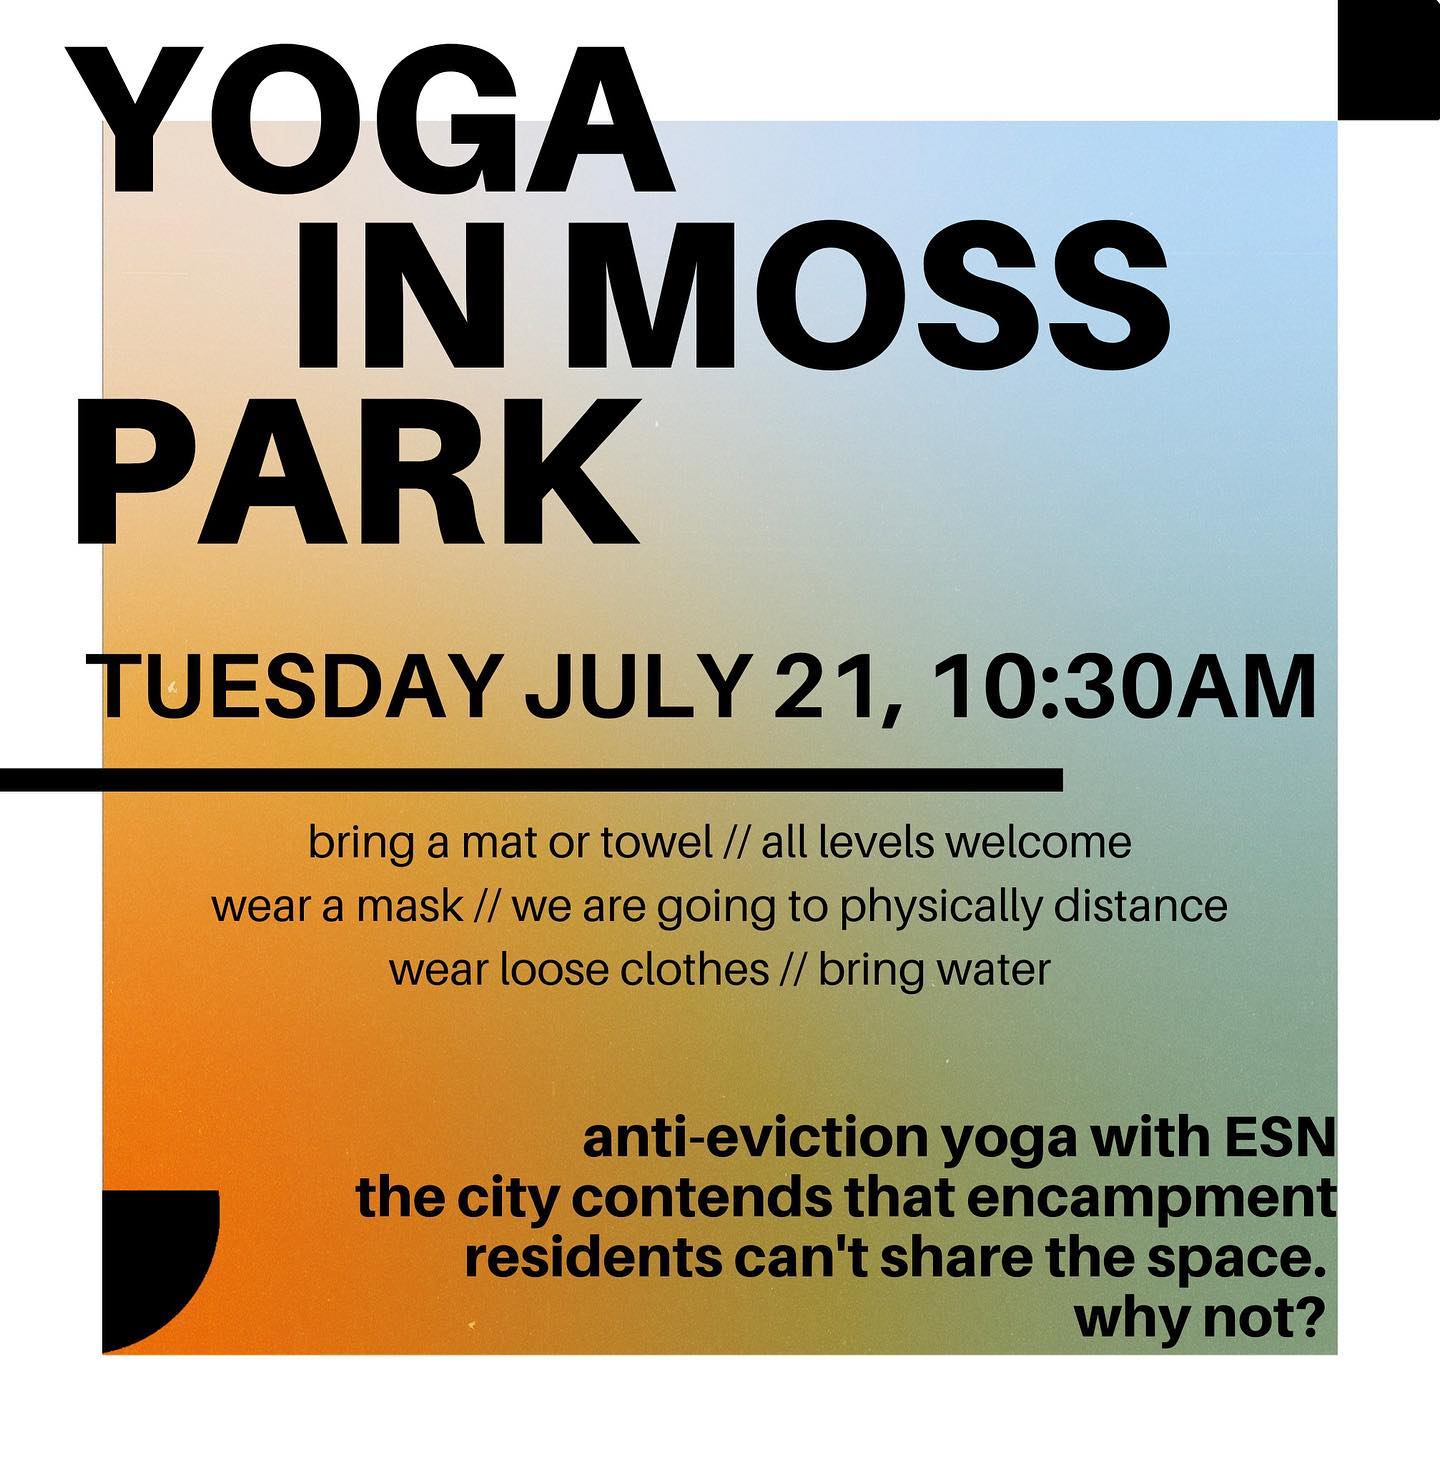 YOGA
IN MOSS
PARK
TUESDAY JULY 21, 10:30AM
bring a mat or towel // all levels welcome
wear a mask // we are going to physically distance
wear loose clothes // bring water
anti-eviction yoga with ESN
the city contends that encampment
residents can't share the space.
why not?